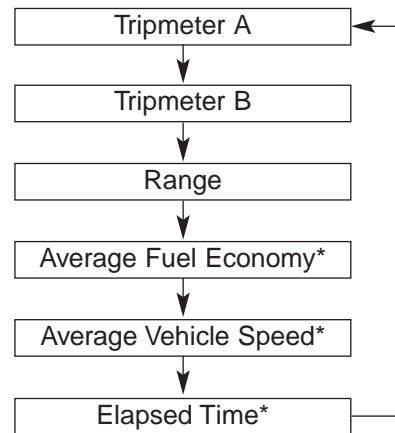 Tripmeter A
Tripmeter B
Range
Average Fuel Economy*
Average Vehicle Speed*
Elapsed Time*